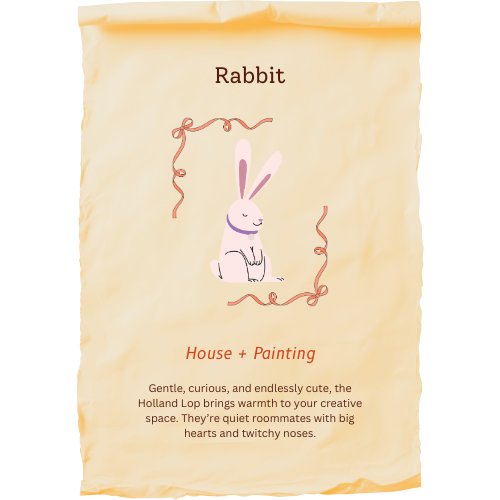 Rabbit
House + Painting
Gentle, curious, and endlessly cute, the
Holland Lop brings warmth to your creative
space. They’re quiet roommates with big
hearts and twitchy noses.